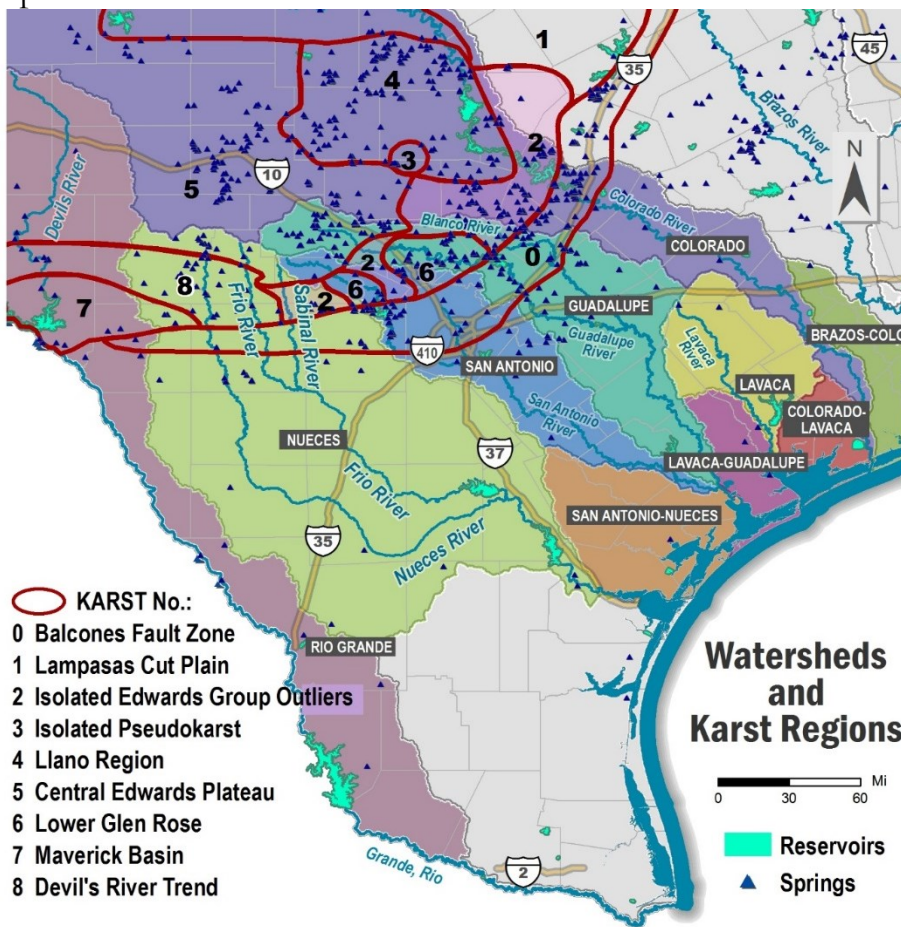 1
45
35
Brazos River
4
2
N
3
Devils River
10
5
Colorado River
Blanco River
COLORADO
0
2
6
8
6
7
2
Frio River
Sabinal River
GUADALUPE
Guadalupe
River
Lavaca
River
BRAZOS-COLO
410
SAN ANTONIO
LAVACA
San Antonio
River
COLORADO-
LAVACA
NUECES
37
LAVACA-GUADALUPE
Frio River
SAN ANTONIO-NUECES
35
Nueces River
KARST No.:
0 Balcones Fault Zone
1 Lampasas Cut Plain
2 Isolated Edwards Group Outliers
3 Isolated Pseudokarst
4 Llano Region
5 Central Edwards Plateau
6 Lower Glen Rose
7 Maverick Basin
8 Devil's River Trend
RIO GRANDE
Grande, Rio
2
Watersheds
and
Karst Regions
Mi
0 30 60
Reservoirs
Springs